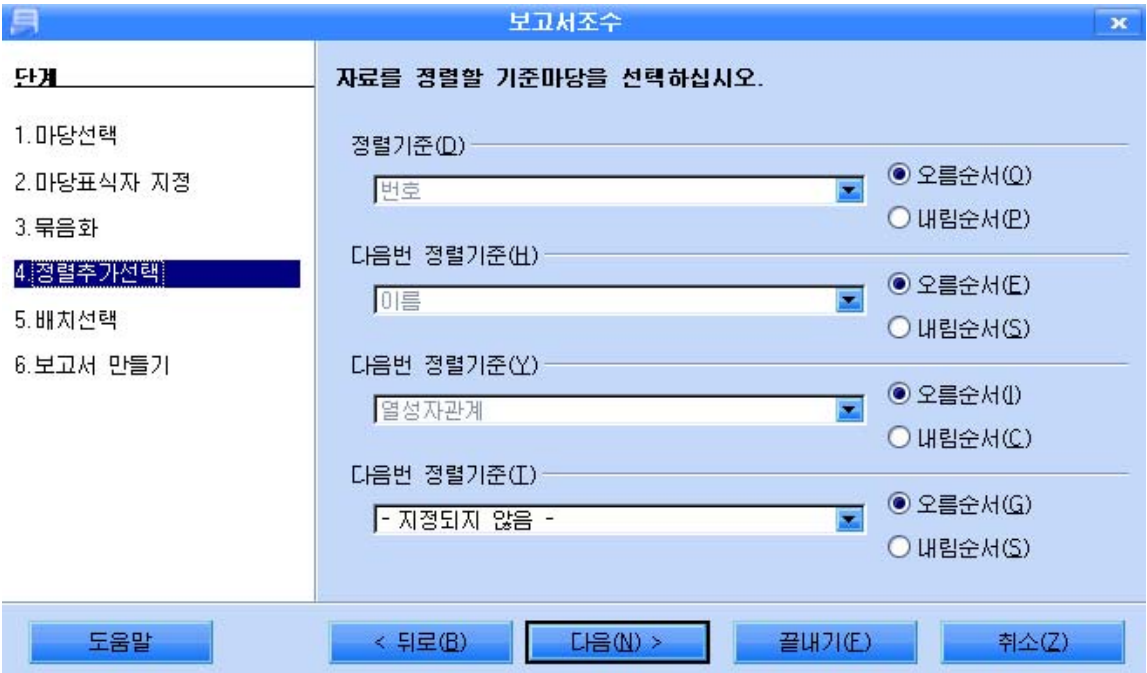 보고서조수
단계
1.마당선택
2.마당표식자 지정
3.묶음화
4.정렬추가선택
5.배치선택
6.보고서 만들기
자료를 정렬할 기준마당을 선택하십시오.
정렬기준(D)
번호
오름순서(O)
내림순서(P)
다음번 정렬기준(H)
이름
오름순서(E)
내림순서(S)
다음번 정렬기준(Y)
열성자관계
오름순서(I)
내림순서(C)
다음번 정렬기준(T)
- 지정되지 않음 -
오름순서(G)
내림순서(S)
도움말
< 뒤로(B)
다음(N) >
끝내기(F)
취소(Z)